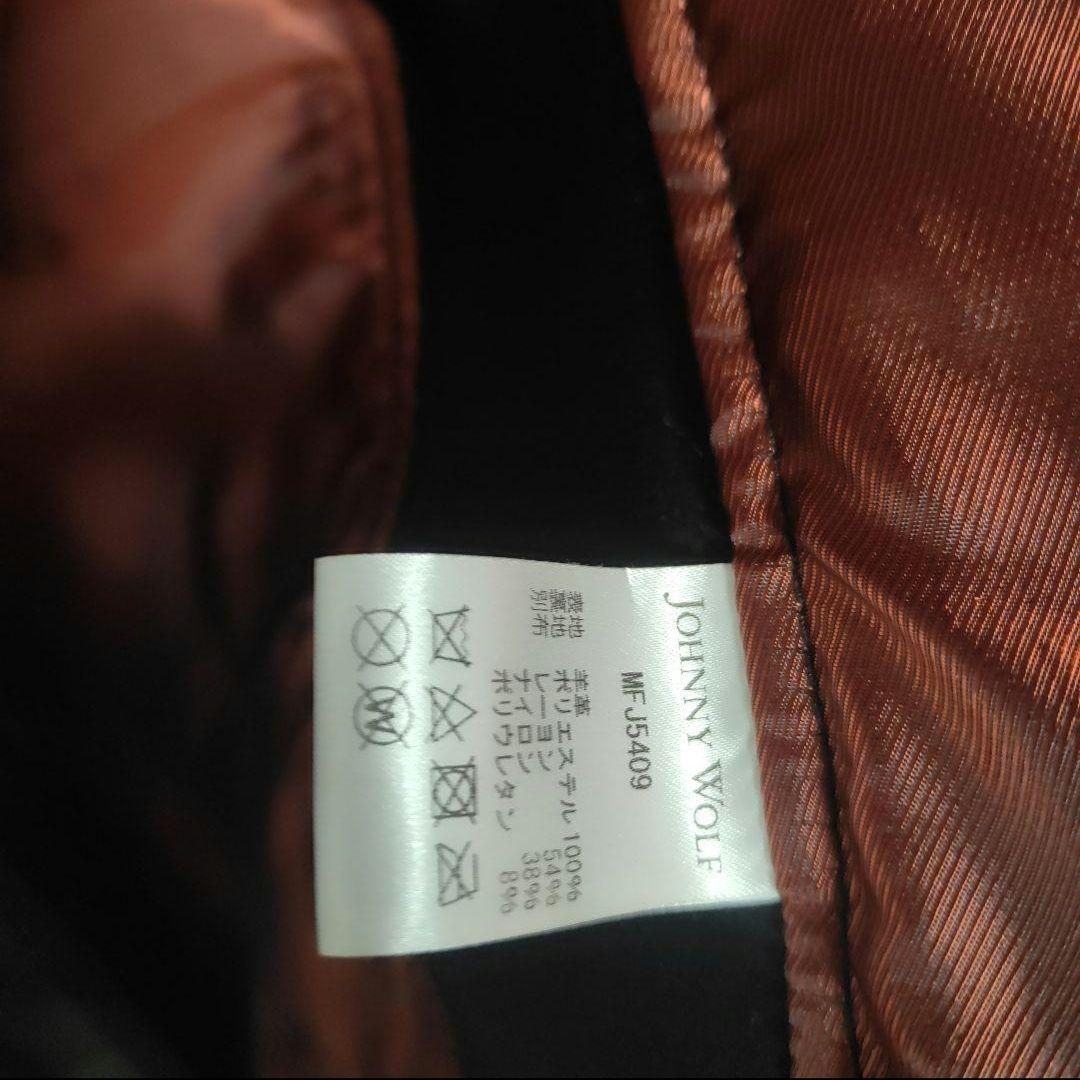 JOHNNY WOLF
MFJ5409
表地 羊革
裏地 ポリエステル 100%
別布 レーヨン 54%
ナイロン 38%
ポリウレタン 8%
W